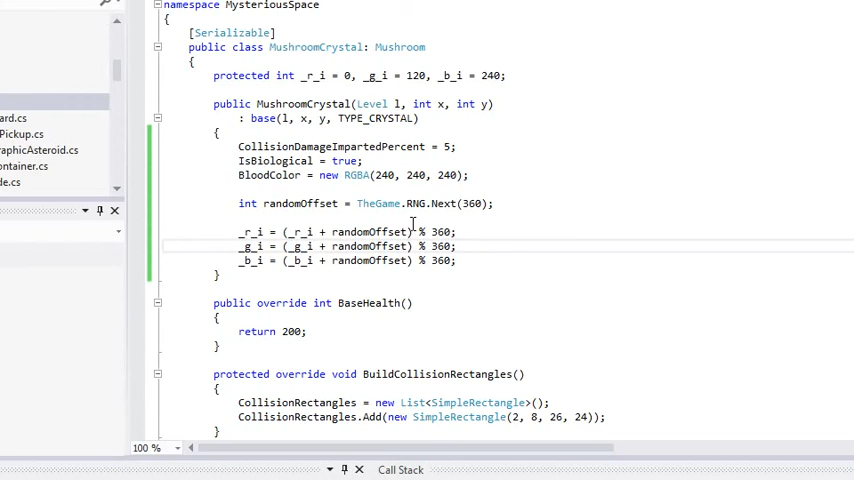 namespace MysteriousSpace
{
[Serializable]
public class MushroomCrystal: Mushroom
{
protected int _r_i = 0, _g_i = 120, _b_i = 240;
public MushroomCrystal(Level l, int x, int y)
: base(l, x, y, TYPE_CRYSTAL)
{
CollisionDamageImpartedPercent = 5;
IsBiological = true;
BloodColor = new RGBA(240, 240, 240);
int randomOffset = TheGame.RNG.Next(360);
_r_i = (_r_i + randomOffset) % 360;
_g_i = (_g_i + randomOffset) % 360;
_b_i = (_b_i + randomOffset) % 360;
}
public override int BaseHealth()
{
return 200;
}
protected override void BuildCollisionRectangles()
{
CollisionRectangles = new List<SimpleRectangle>();
CollisionRectangles.Add(new SimpleRectangle(2, 8, 26, 24));
}
ard.cs
Pickup.cs
raphicAsteroid.cs
ontainer.cs
de.cs
100 %
Call Stack